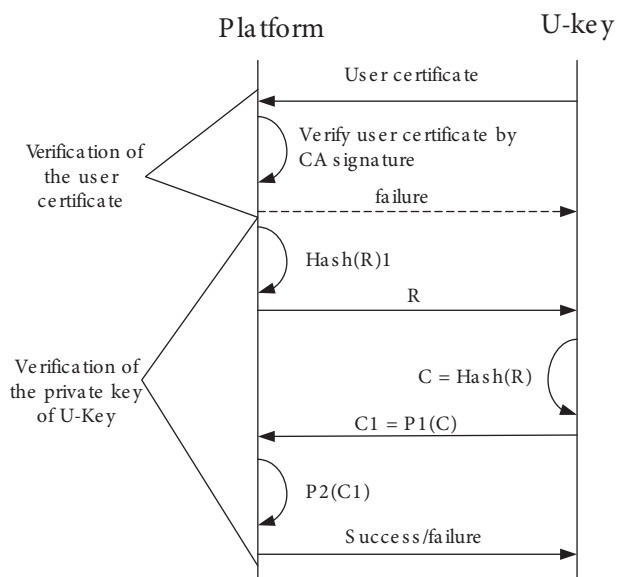 Platform
U-key
User certificate
Verify user certificate by
CA signature
Verification of
the user
certificate
failure
Hash(R)1
R
Verification of
the private key
of U-Key
C = Hash(R)
C1 = P1(C)
P2(C1)
Success/failure